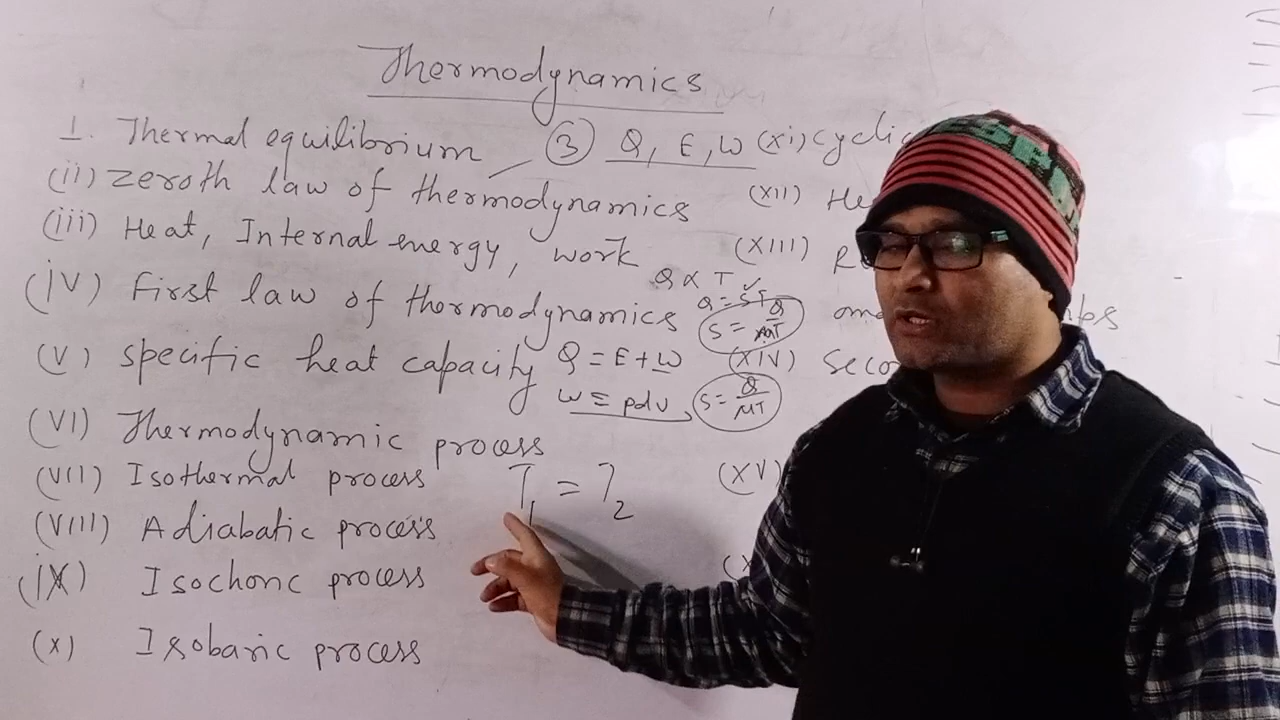 Thermodynamics
1. Thermal equilibrium
(ii) zeroth law of thermodynamics
(iii) Heat, Internal energy, work
(iv) First law of thermodynamics
(v) specific heat capacity
(VI) Thermodynamic process
(VII) Isothermal process T₁ = T₂
(VIII) Adiabatic process
(iX) Isochoric process
(x) Isobaric process
③ Q, E, W
Q ∝ T
Q = ST
S = Q/MT
Q = E + W
W = pdv
S = Q/MT
(xi) cyclic
(XII)
(XIII)
(XIV)
(XV)